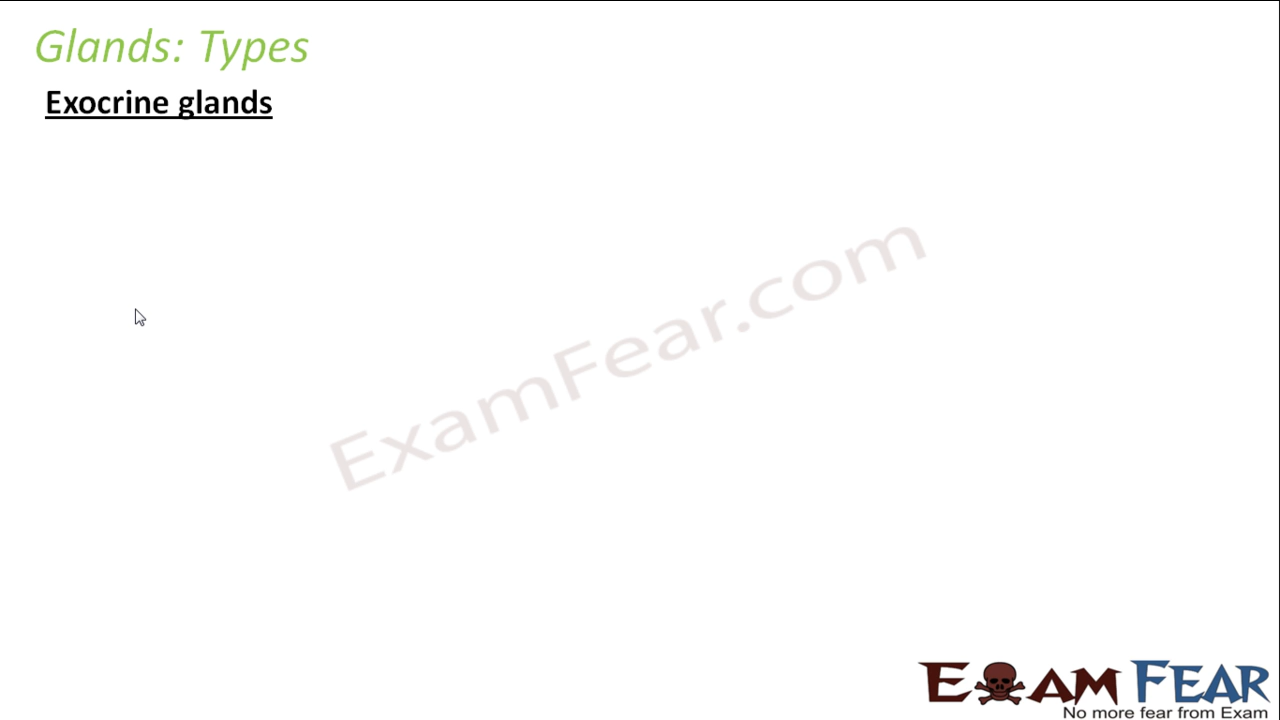 Glands: Types
Exocrine glands
ExamFear.com
EXAM FEAR
No more fear from Exam